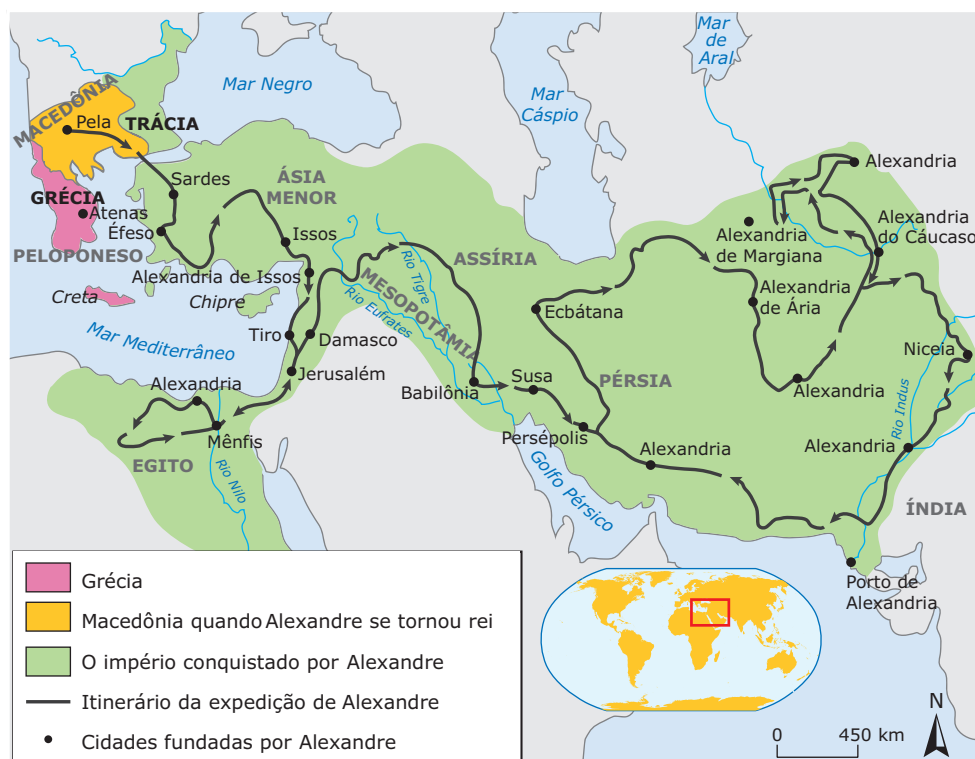 Mar
de
Aral
Mar Negro
Mar
Cáspio
MACEDÔNIA
Pela
TRÁCIA
Alexandria
Sardes
ÁSIA
MENOR
GRÉCIA
Atenas
Éfeso
PELOPONESO
Issos
Alexandria
do Cáucaso
Alexandria
de Margiana
Alexandria de Issos
ASSÍRIA
MESOPOTÂMIA
Rio Tigre
Rio Eufrates
Creta
Chipre
Ecbátana
Alexandria
de Ária
Mar Mediterrâneo
Tiro
Damasco
Niceia
Jerusalém
Alexandria
Babilônia
Susa
PÉRSIA
Alexandria
Rio Indus
Mênfis
Persépolis
Alexandria
Alexandria
EGITO
Rio Nilo
Golfo Pérsico
ÍNDIA
Porto de
Alexandria
Grécia
Macedônia quando Alexandre se tornou rei
O império conquistado por Alexandre
Itinerário da expedição de Alexandre
Cidades fundadas por Alexandre
N
0 450 km